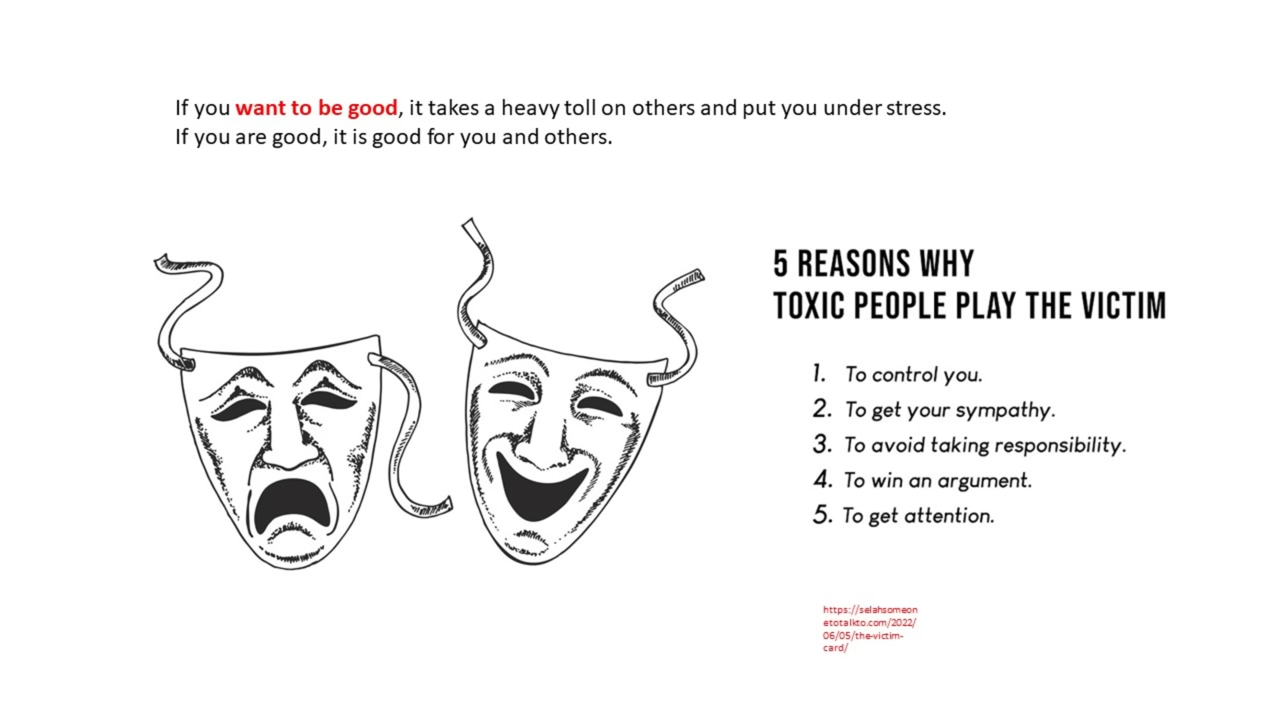 If you want to be good, it takes a heavy toll on others and put you under stress.
If you are good, it is good for you and others.
5 REASONS WHY
TOXIC PEOPLE PLAY THE VICTIM
1. To control you.
2. To get your sympathy.
3. To avoid taking responsibility.
4. To win an argument.
5. To get attention.
https://selahsomeon
etotalkto.com/2022/
06/05/the-victim-
card/